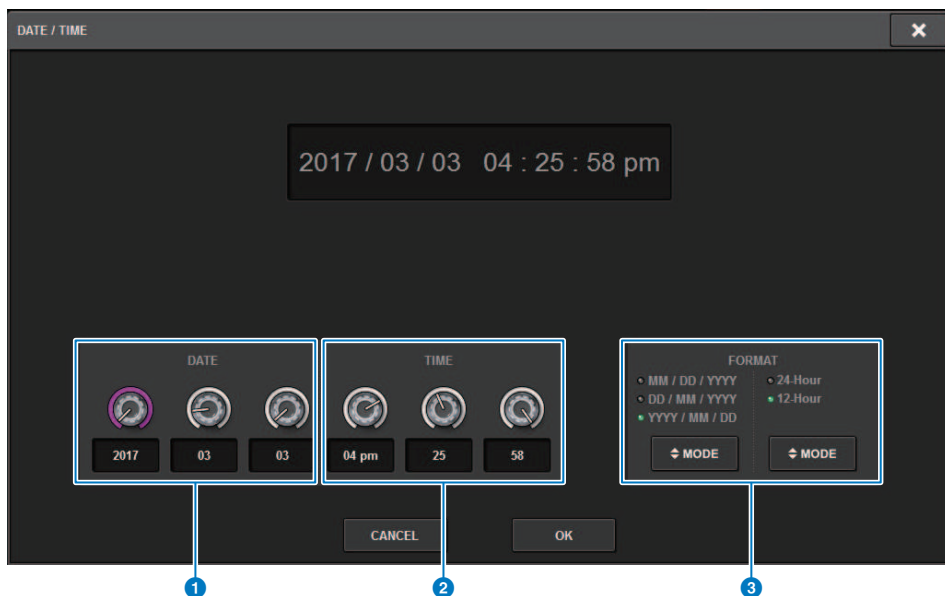 DATE / TIME
2017 / 03 / 03 04 : 25 : 58 pm
DATE
2017
03
03
TIME
04 pm
25
58
FORMAT
MM / DD / YYYY
DD / MM / YYYY
YYYY / MM / DD
MODE
24-Hour
12-Hour
MODE
CANCEL
OK
1
2
3